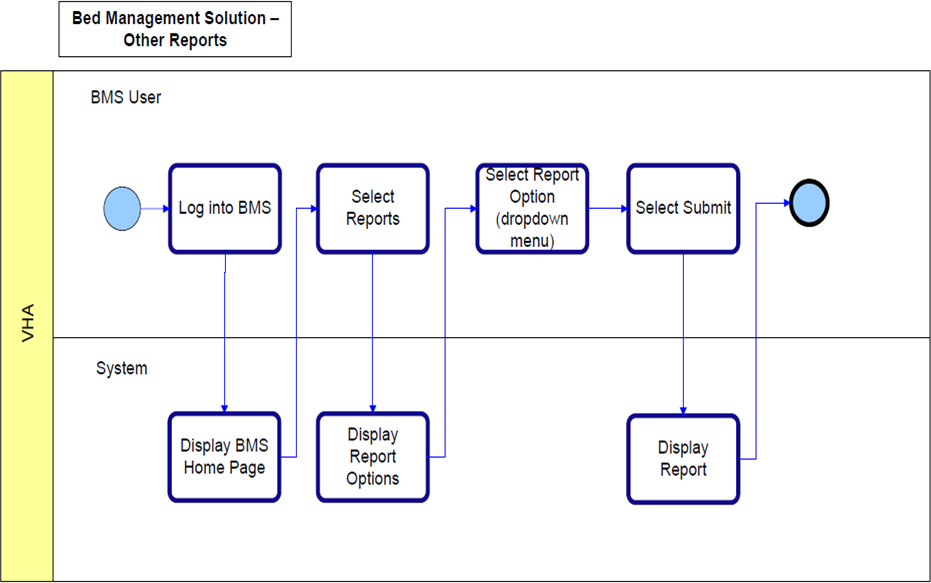 Bed Management Solution –
Other Reports
BMS User
Log into BMS
Select
Reports
Select Report
Option
(dropdown
menu)
Select Submit
VHA
System
Display BMS
Home Page
Display
Report
Options
Display
Report